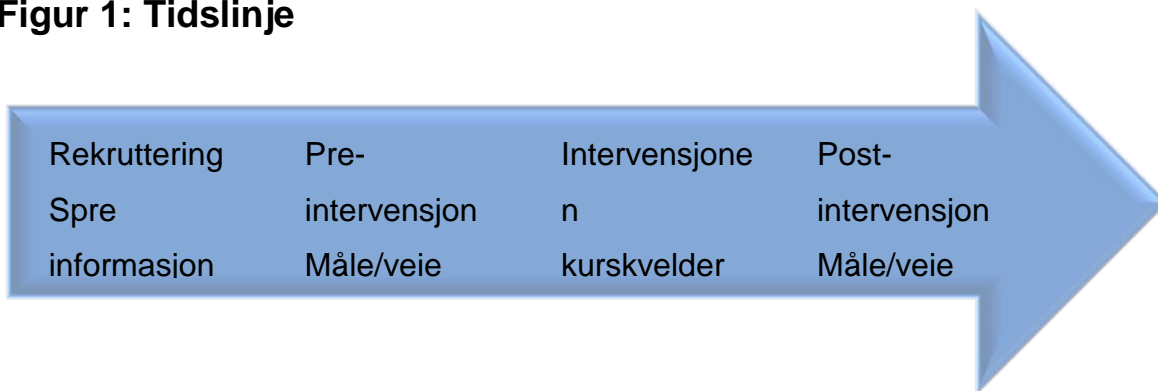 Figur 1: Tidslinje
Rekruttering
Spre
informasjon
Pre-
intervensjon
Måle/veie
Intervensjone
n
kurskvelder
Post-
intervensjon
Måle/veie